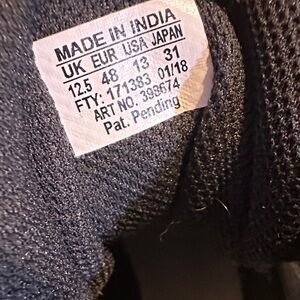 MADE IN INDIA
UK EUR USA JAPAN
12.5 48 13 31
FTY: 171383 01/18
ART NO. 398674
Pat. Pending